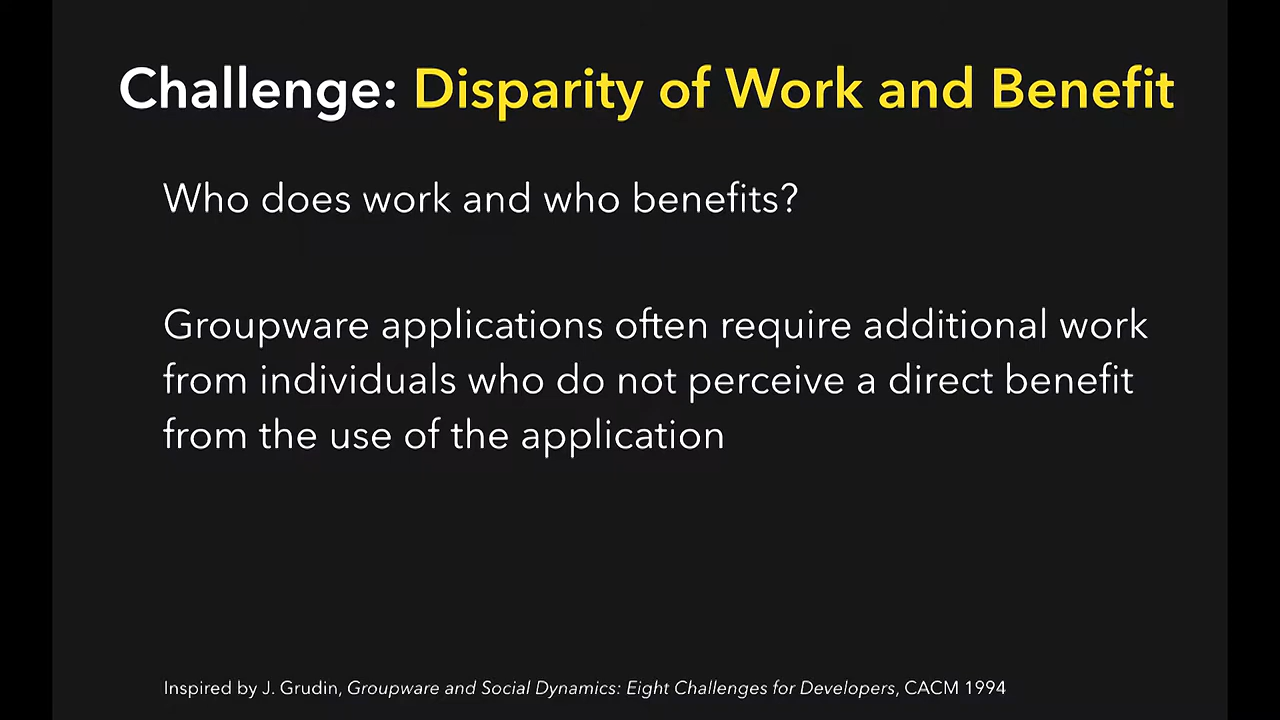 Challenge: Disparity of Work and Benefit
Who does work and who benefits?
Groupware applications often require additional work
from individuals who do not perceive a direct benefit
from the use of the application
Inspired by J. Grudin, Groupware and Social Dynamics: Eight Challenges for Developers, CACM 1994